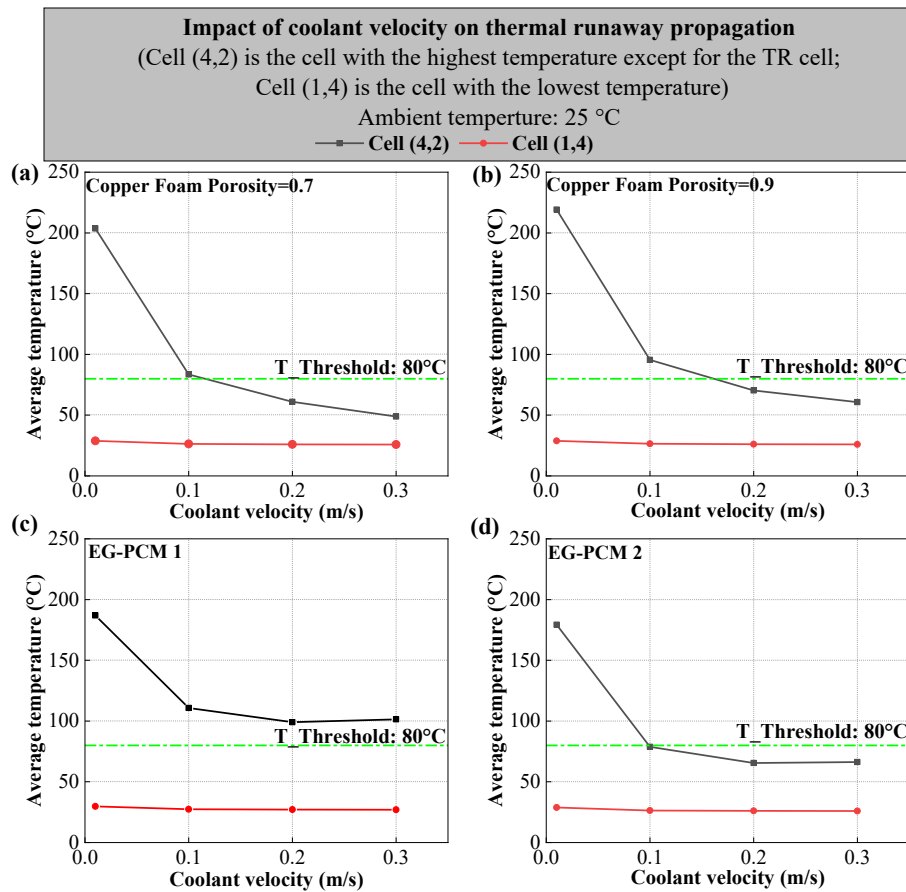 Impact of coolant velocity on thermal runaway propagation
(Cell (4,2) is the cell with the highest temperature except for the TR cell;
Cell (1,4) is the cell with the lowest temperature)
Ambient temperture: 25 °C
Cell (4,2) Cell (1,4)
(a)
Copper Foam Porosity=0.7
T_Threshold: 80°C
Average temperature (°C)
250
200
150
100
50
0
0.0 0.1 0.2 0.3
Coolant velocity (m/s)
(b)
Copper Foam Porosity=0.9
T_Threshold: 80°C
Average temperature (°C)
250
200
150
100
50
0
0.0 0.1 0.2 0.3
Coolant velocity (m/s)
(c)
EG-PCM 1
T_Threshold: 80°C
Average temperature (°C)
250
200
150
100
50
0
0.0 0.1 0.2 0.3
Coolant velocity (m/s)
(d)
EG-PCM 2
T_Threshold: 80°C
Average temperature (°C)
250
200
150
100
50
0
0.0 0.1 0.2 0.3
Coolant velocity (m/s)